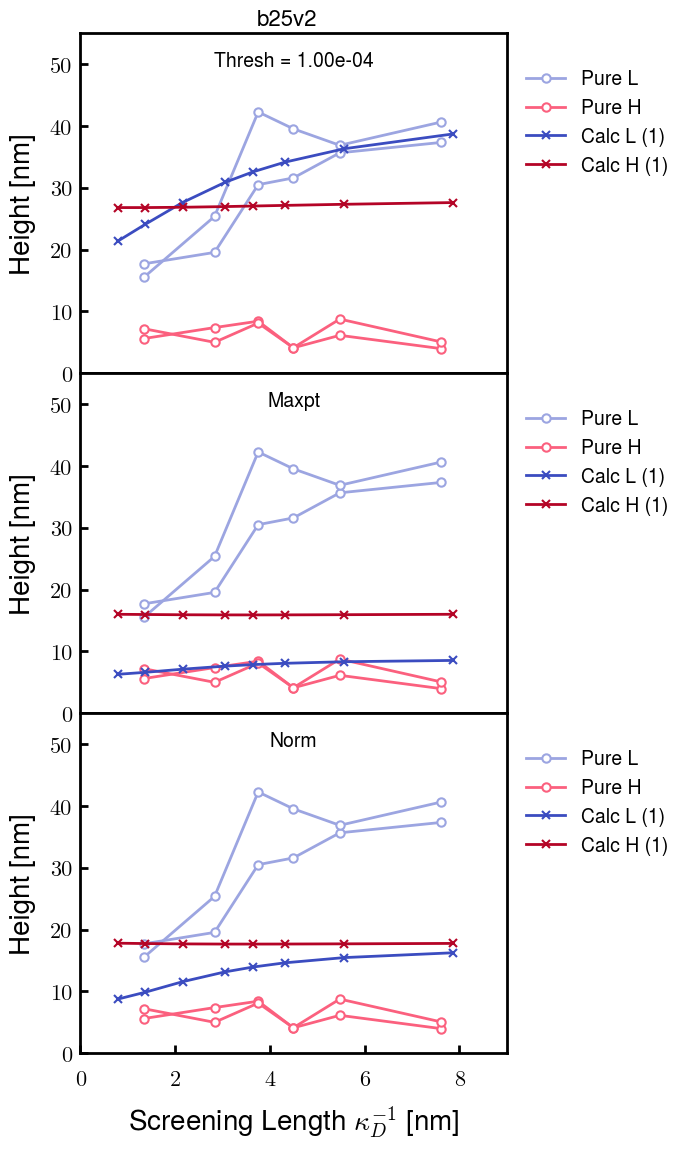 b25v2
Thresh = 1.00e-04
50
40
30
20
10
0
Height [nm]
Pure L
Pure H
Calc L (1)
Calc H (1)
Maxpt
50
40
30
20
10
0
Height [nm]
Pure L
Pure H
Calc L (1)
Calc H (1)
Norm
50
40
30
20
10
0
Height [nm]
Pure L
Pure H
Calc L (1)
Calc H (1)
0 2 4 6 8
Screening Length κ_D^{-1} [nm]